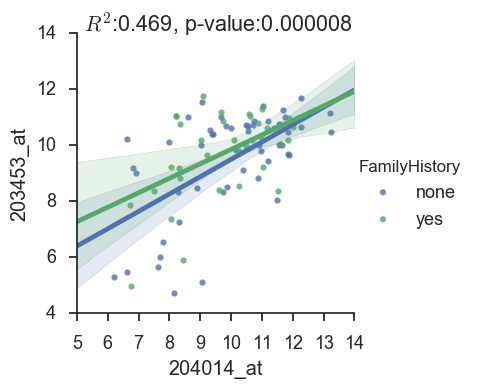 R²:0.469, p-value:0.000008
14
12
10
8
6
4
203453_at
5 6 7 8 9 10 11 12 13 14
204014_at
FamilyHistory
none
yes